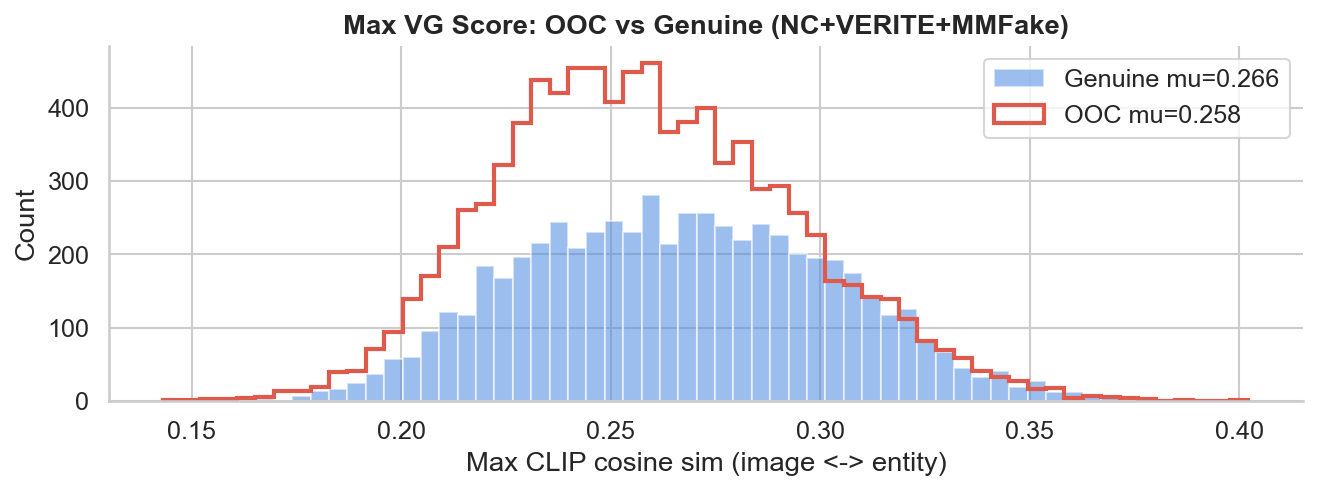 Max VG Score: OOC vs Genuine (NC+VERITE+MMFake)
Genuine mu=0.266
OOC mu=0.258
Count
400
300
200
100
0
0.15 0.20 0.25 0.30 0.35 0.40
Max CLIP cosine sim (image <-> entity)